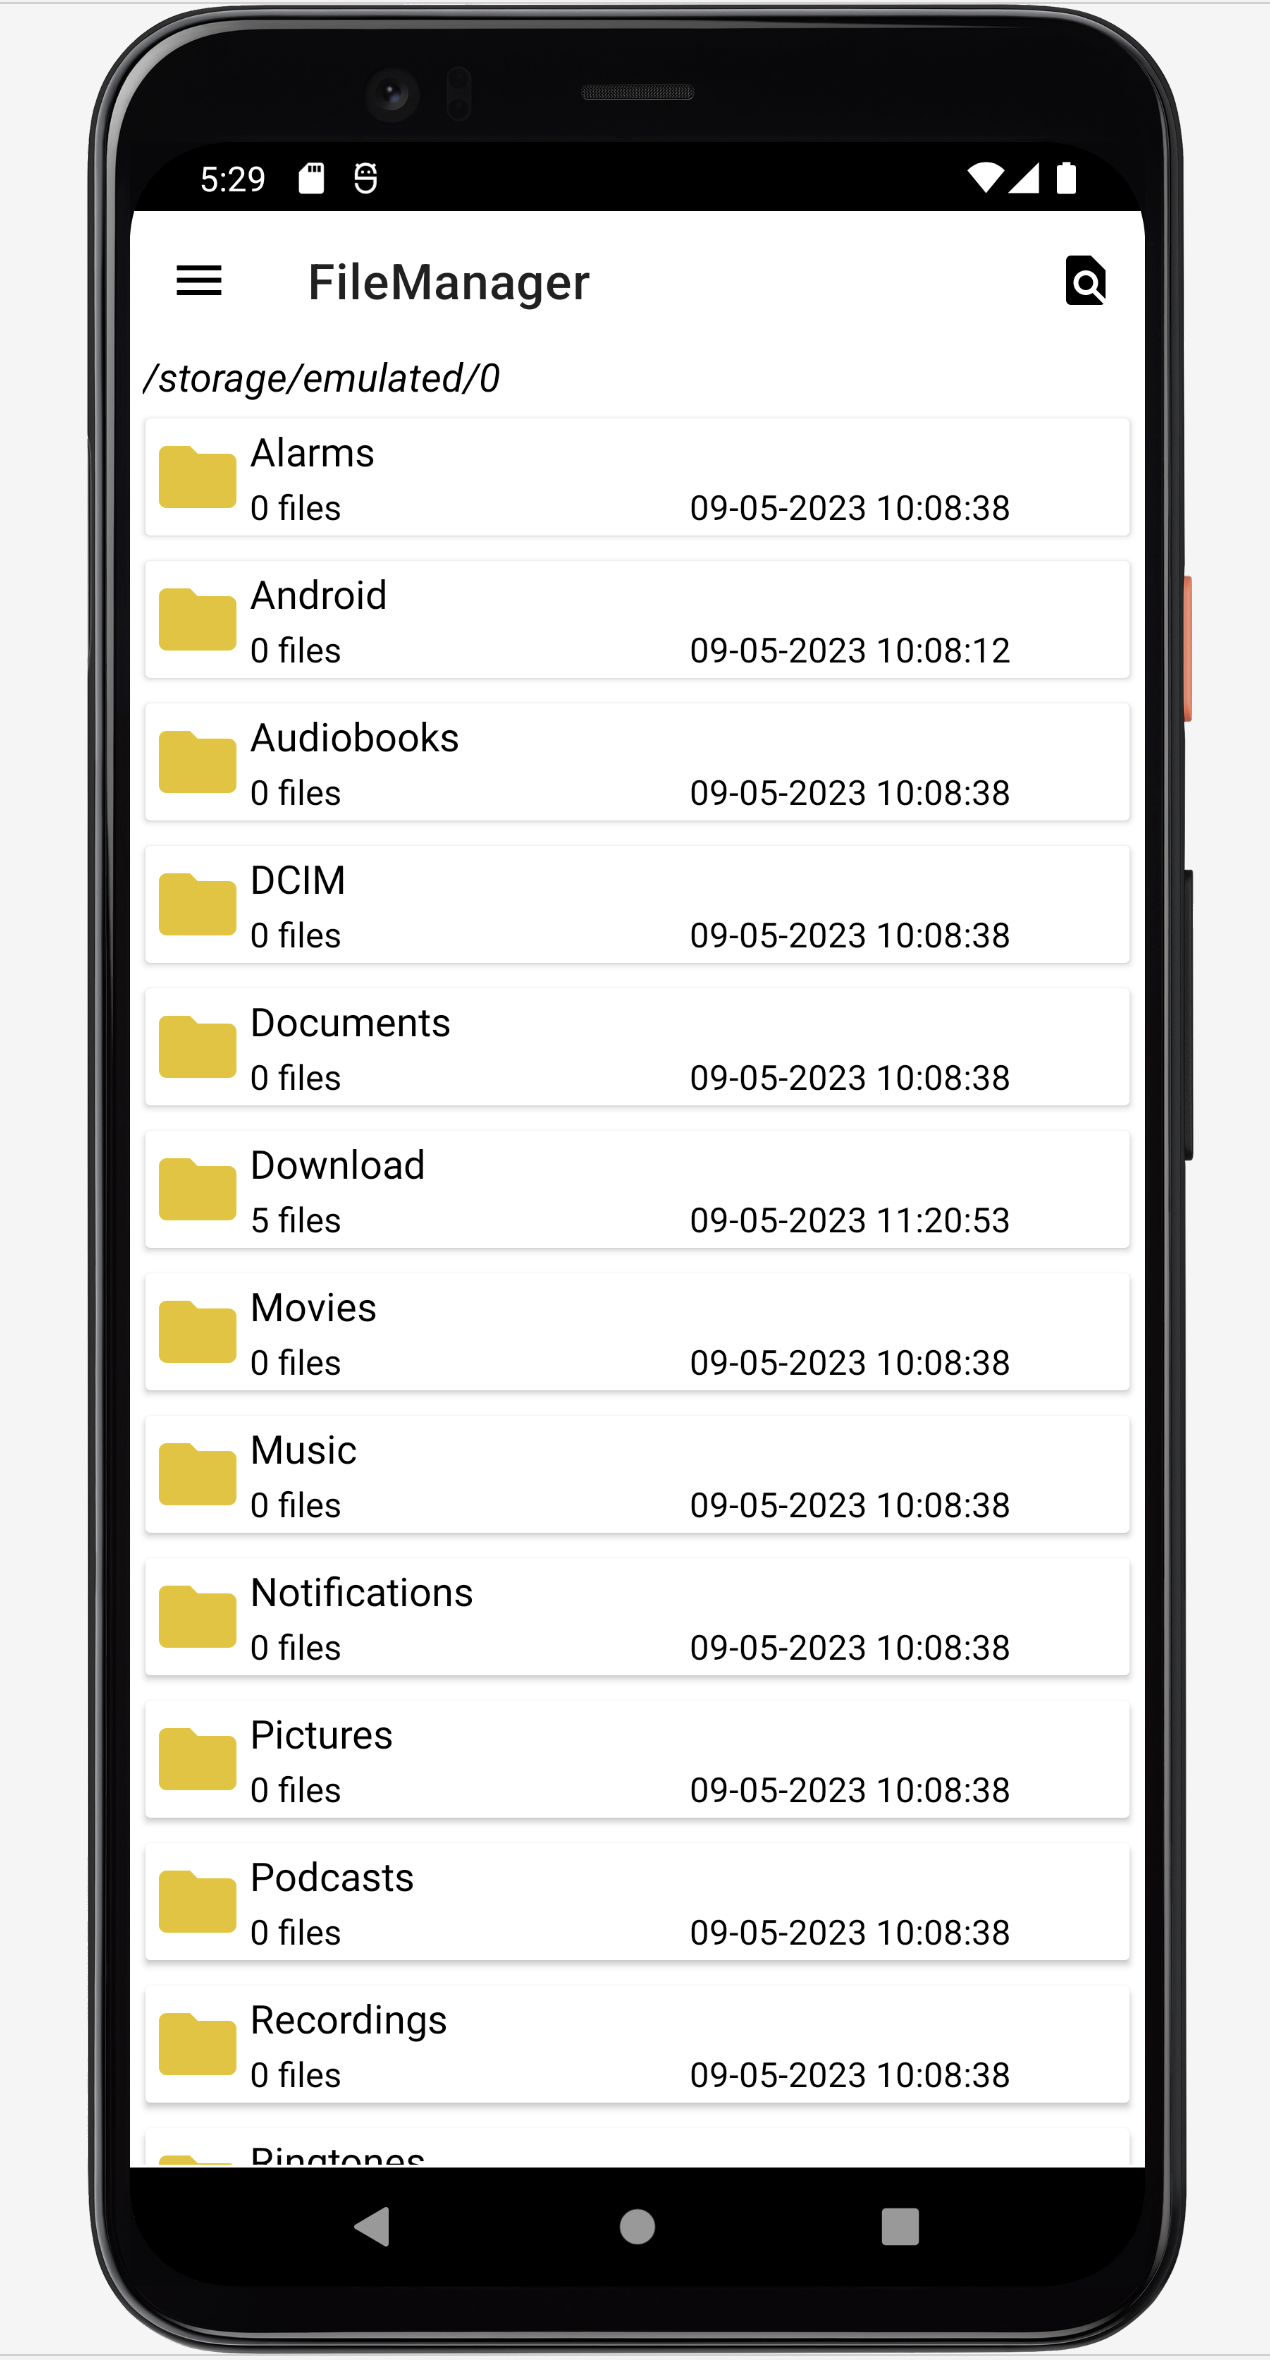 5:29
FileManager
/storage/emulated/0
Alarms
0 files 09-05-2023 10:08:38
Android
0 files 09-05-2023 10:08:12
Audiobooks
0 files 09-05-2023 10:08:38
DCIM
0 files 09-05-2023 10:08:38
Documents
0 files 09-05-2023 10:08:38
Download
5 files 09-05-2023 11:20:53
Movies
0 files 09-05-2023 10:08:38
Music
0 files 09-05-2023 10:08:38
Notifications
0 files 09-05-2023 10:08:38
Pictures
0 files 09-05-2023 10:08:38
Podcasts
0 files 09-05-2023 10:08:38
Recordings
0 files 09-05-2023 10:08:38
Ringtones